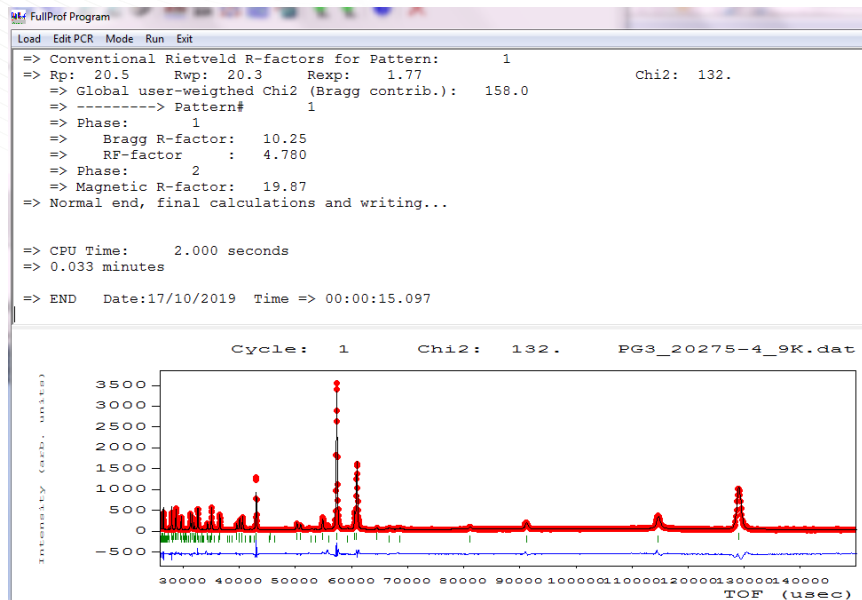 FullProf Program
Load Edit PCR Mode Run Exit
=> Conventional Rietveld R-factors for Pattern: 1
=> Rp: 20.5 Rwp: 20.3 Rexp: 1.77 Chi2: 132.
=> Global user-weigthed Chi2 (Bragg contrib.): 158.0
=> ---------> Pattern# 1
=> Phase: 1
=> Bragg R-factor: 10.25
=> RF-factor : 4.780
=> Phase: 2
=> Magnetic R-factor: 19.87
=> Normal end, final calculations and writing...
=> CPU Time: 2.000 seconds
=> 0.033 minutes
=> END Date:17/10/2019 Time => 00:00:15.097
Cycle: 1 Chi2: 132. PG3_20275-4_9K.dat
Intensity (arb. units)
3500
3000
2500
2000
1500
1000
500
0
-500
30000 40000 50000 60000 70000 80000 90000 100000 110000 120000 130000 140000
TOF (usec)